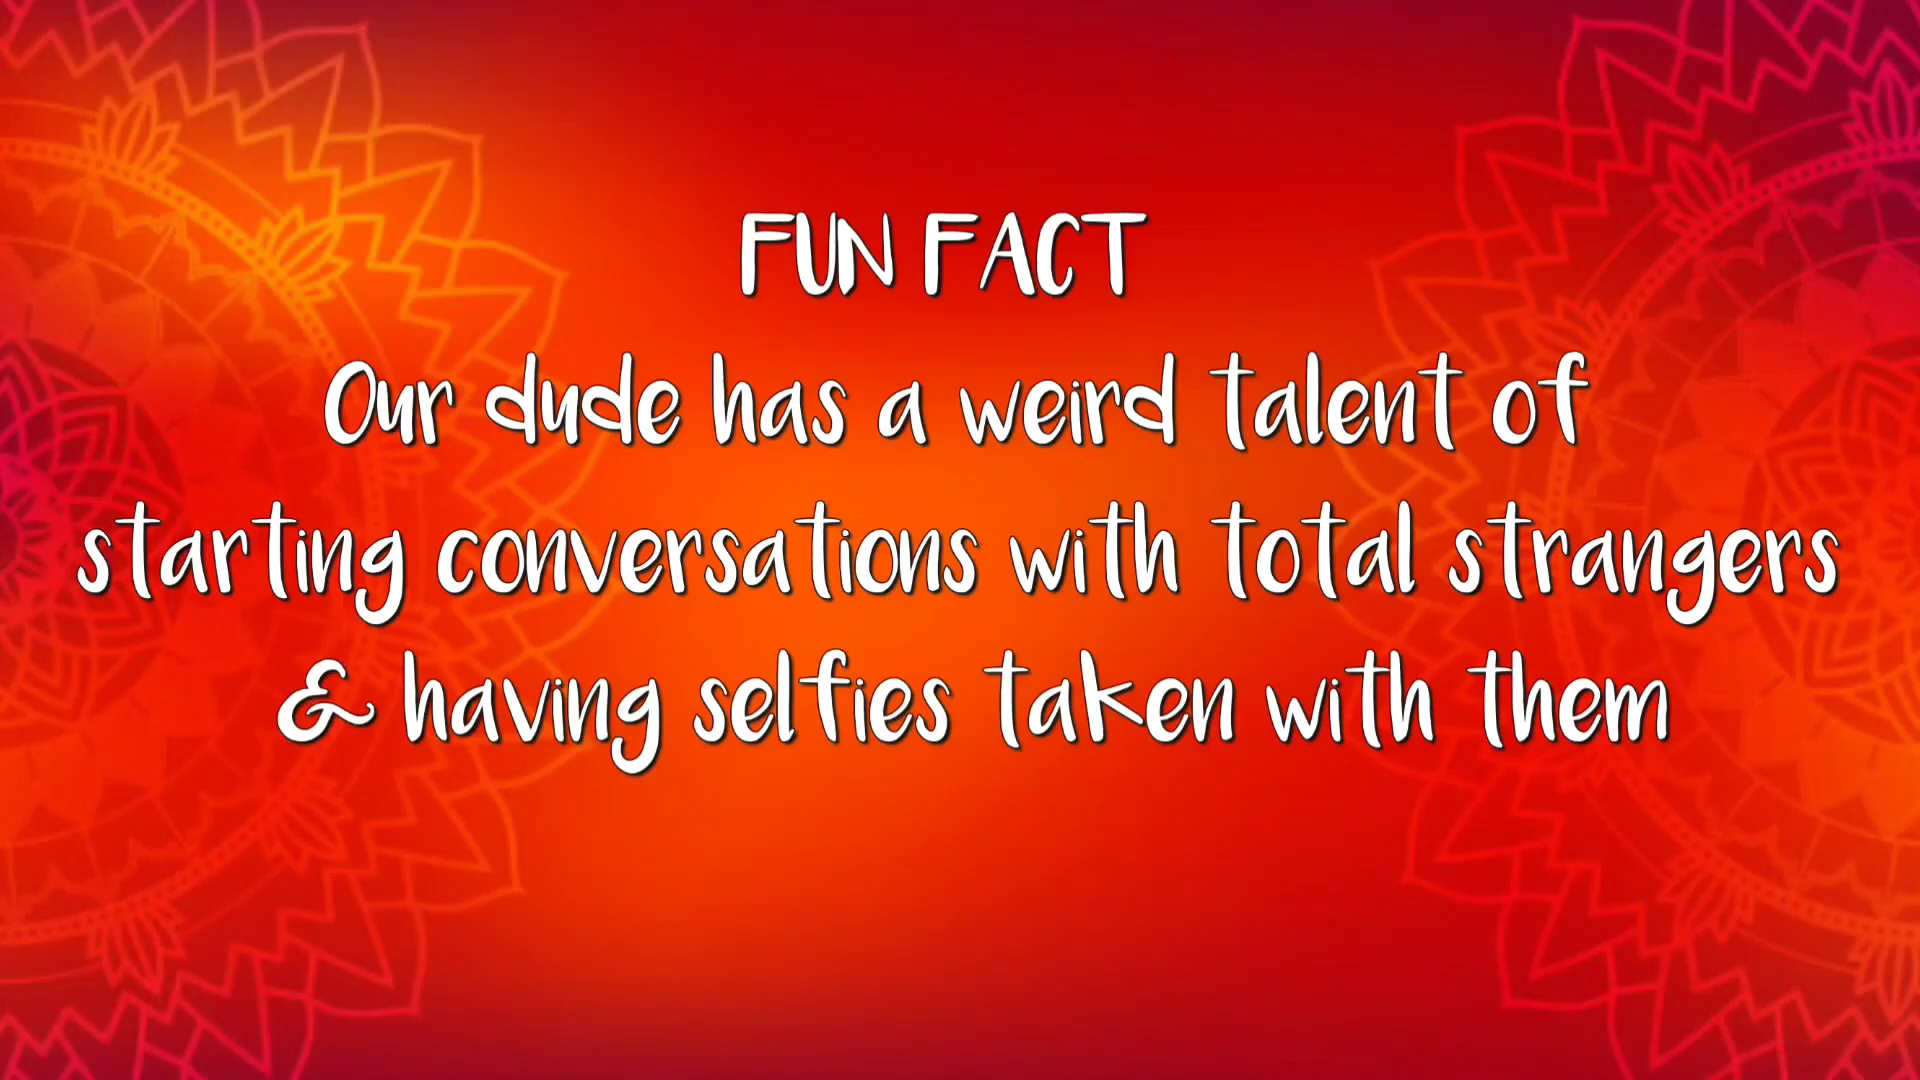 FUN FACT
Our dude has a weird talent of
starting conversations with total strangers
& having selfies taken with them